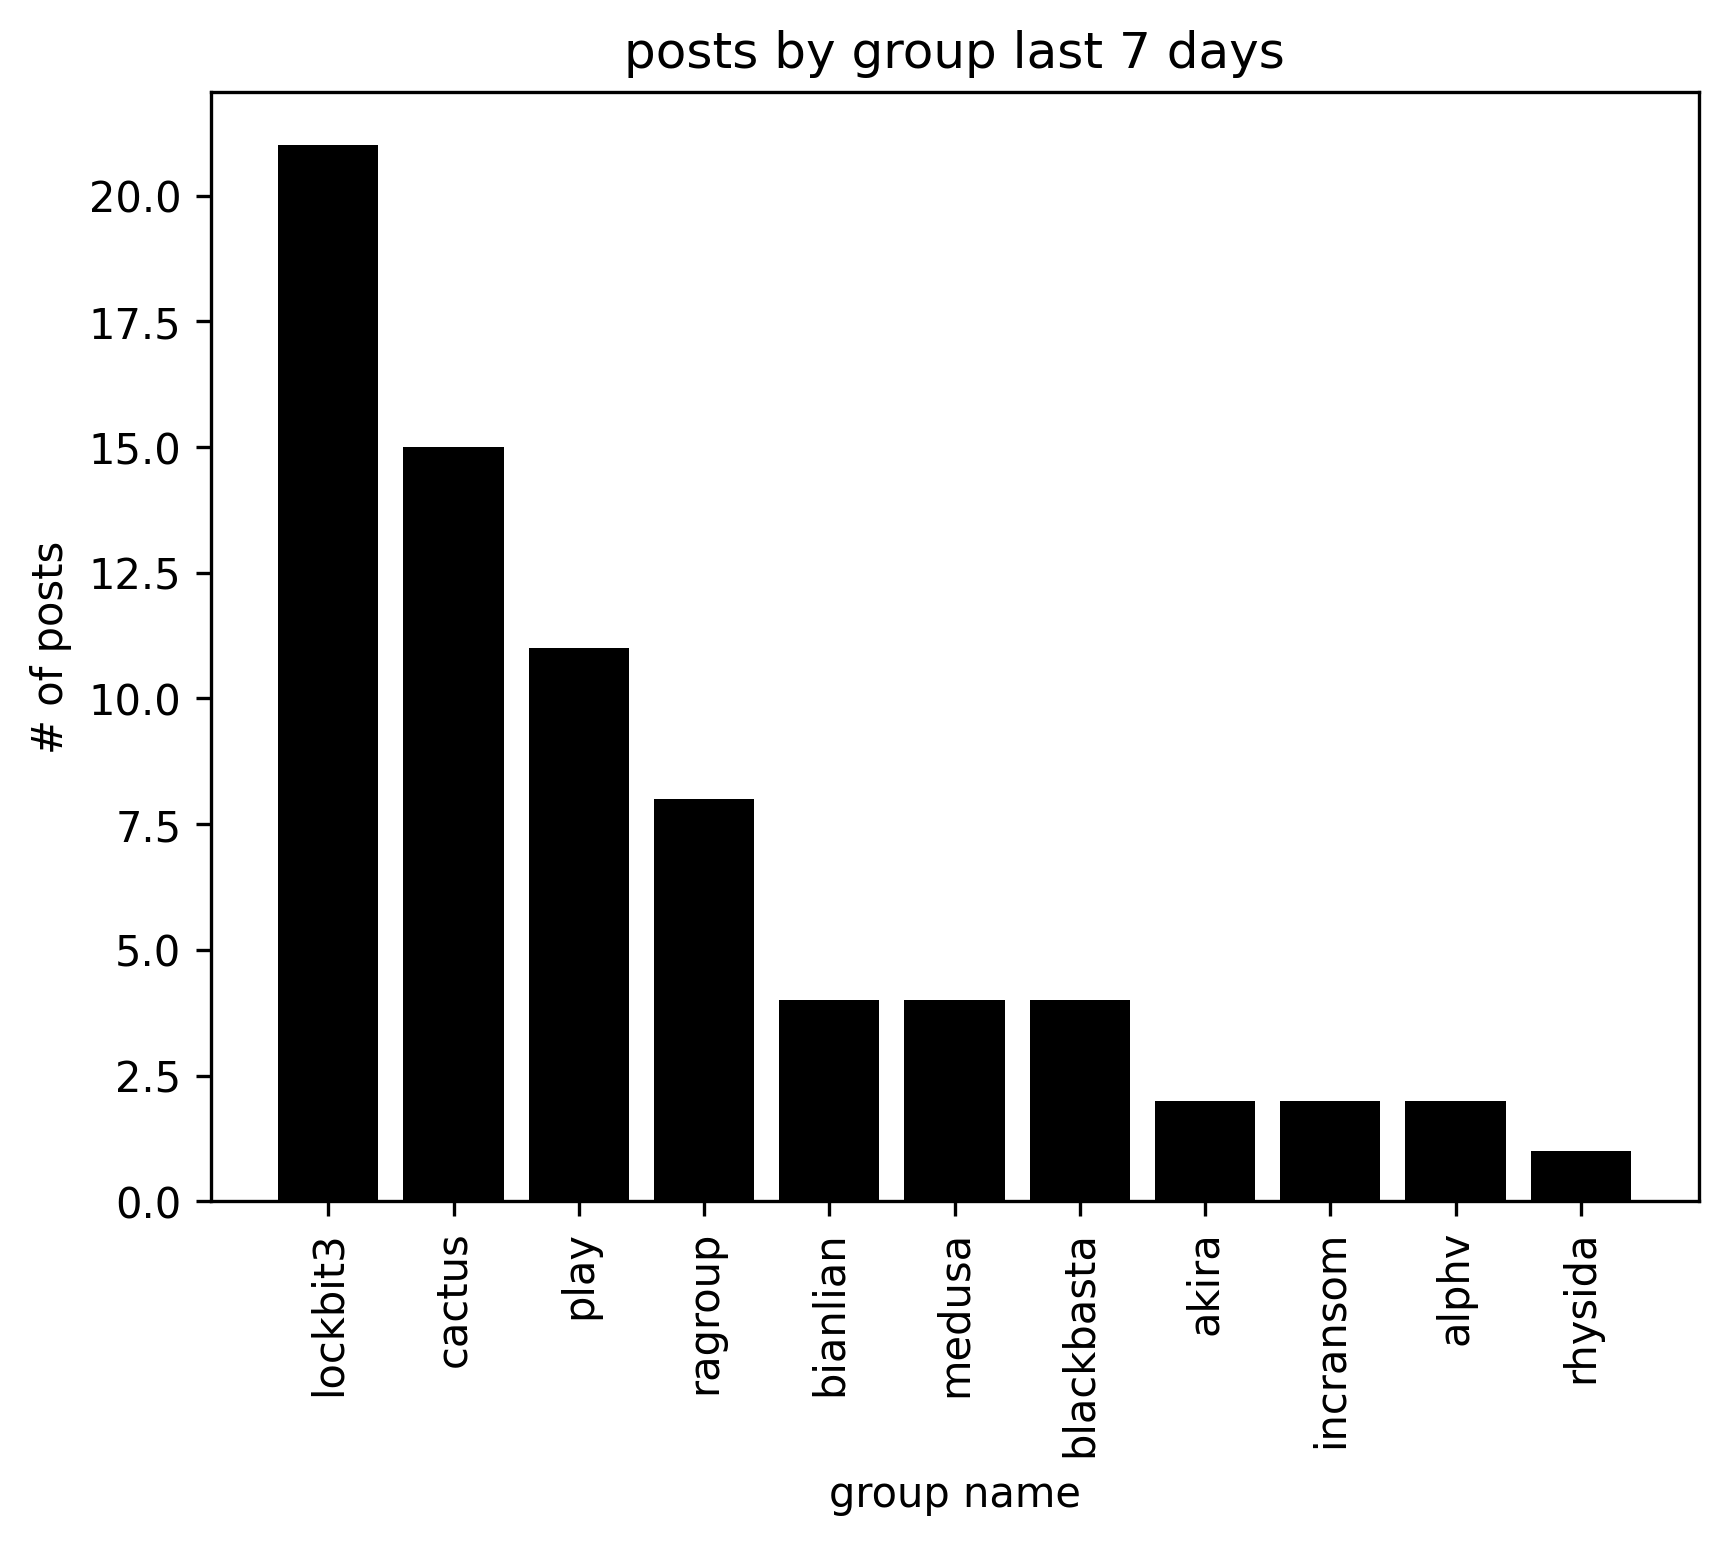 posts by group last 7 days
# of posts
20.0
17.5
15.0
12.5
10.0
7.5
5.0
2.5
0.0
lockbit3
cactus
play
ragroup
bianlian
medusa
blackbasta
akira
incransom
alphv
rhysida
group name